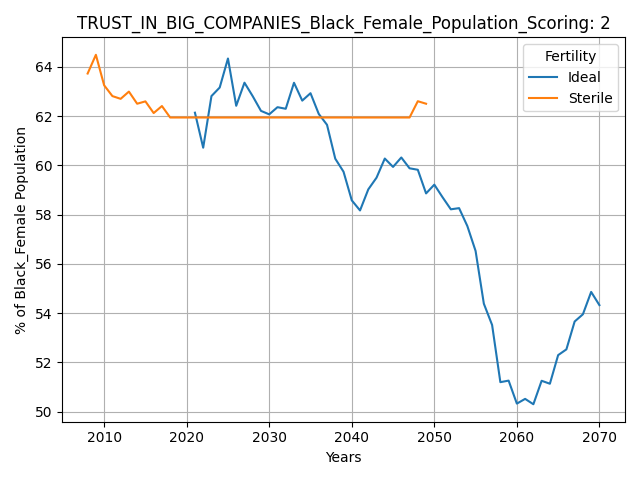 TRUST_IN_BIG_COMPANIES_Black_Female_Population_Scoring: 2
Fertility
Ideal
Sterile
% of Black_Female Population
64
62
60
58
56
54
52
50
2010
2020
2030
2040
2050
2060
2070
Years